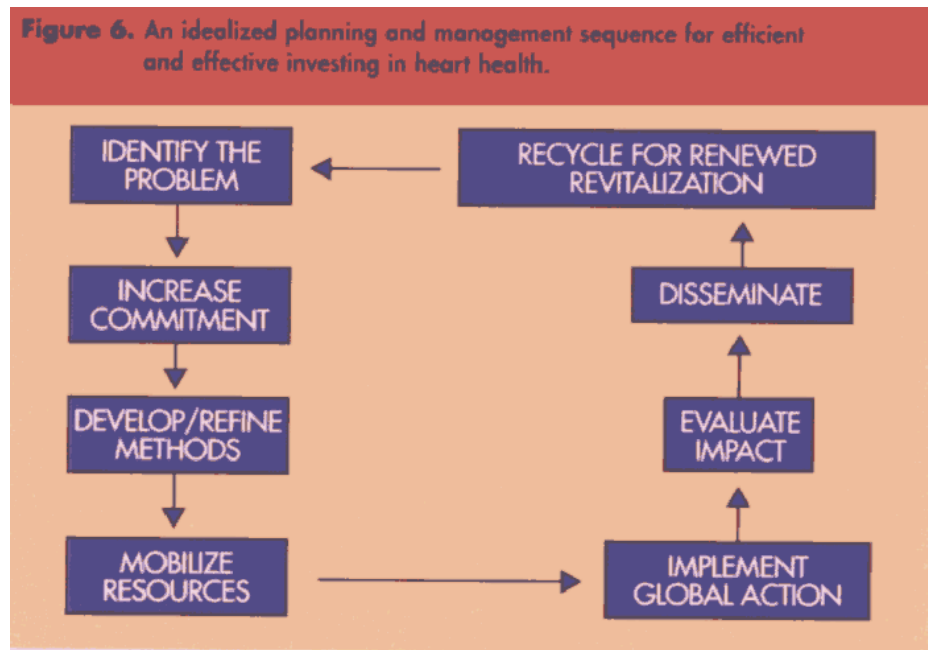 Figure 6. An idealized planning and management sequence for efficient
and effective investing in heart health.
IDENTIFY THE
PROBLEM
INCREASE
COMMITMENT
DEVELOP/REFINE
METHODS
MOBILIZE
RESOURCES
IMPLEMENT
GLOBAL ACTION
EVALUATE
IMPACT
DISSEMINATE
RECYCLE FOR RENEWED
REVITALIZATION